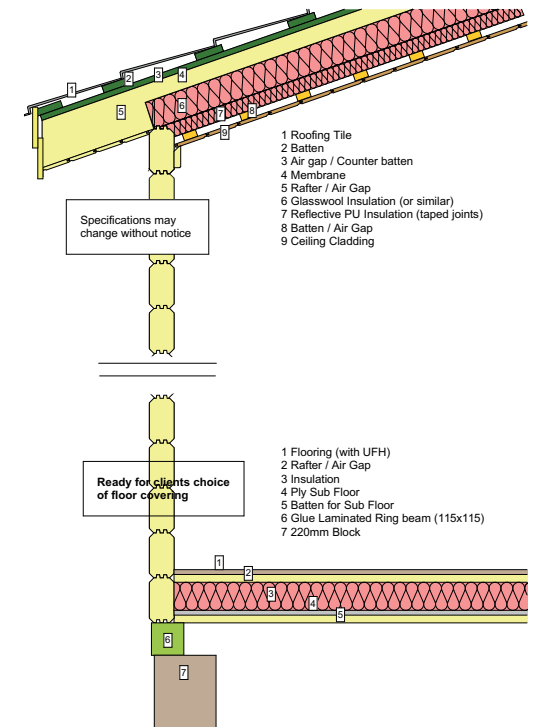 1
2
3
4
5
6
7
8
9
1 Roofing Tile
2 Batten
3 Air gap / Counter batten
4 Membrane
5 Rafter / Air Gap
6 Glasswool Insulation (or similar)
7 Reflective PU Insulation (taped joints)
8 Batten / Air Gap
9 Ceiling Cladding
Specifications may
change without notice
1 Flooring (with UFH)
2 Rafter / Air Gap
3 Insulation
4 Ply Sub Floor
5 Batten for Sub Floor
6 Glue Laminated Ring beam (115x115)
7 220mm Block
Ready for clients choice
of floor covering
1
2
3
4
5
6
7